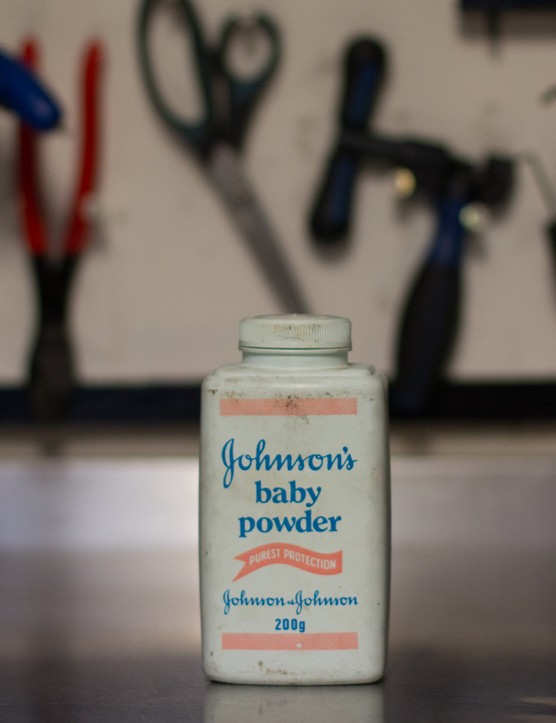 Johnson's
baby
powder
PUREST PROTECTION
Johnson & Johnson
200g